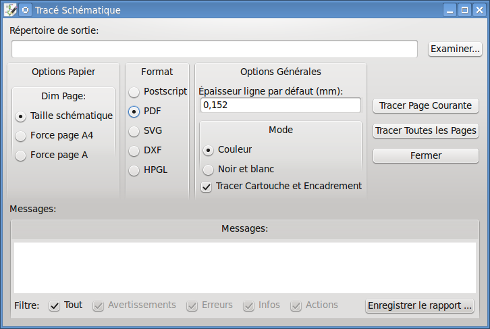 Tracé Schématique
Répertoire de sortie:
Examiner...
Options Papier
Dim Page:
Taille schématique
Force page A4
Force page A
Format
Postscript
PDF
SVG
DXF
HPGL
Options Générales
Épaisseur ligne par défaut (mm):
0,152
Mode
Couleur
Noir et blanc
Tracer Cartouche et Encadrement
Tracer Page Courante
Tracer Toutes les Pages
Fermer
Messages:
Messages:
Filtre: Tout Avertissements Erreurs Infos Actions Enregistrer le rapport ...